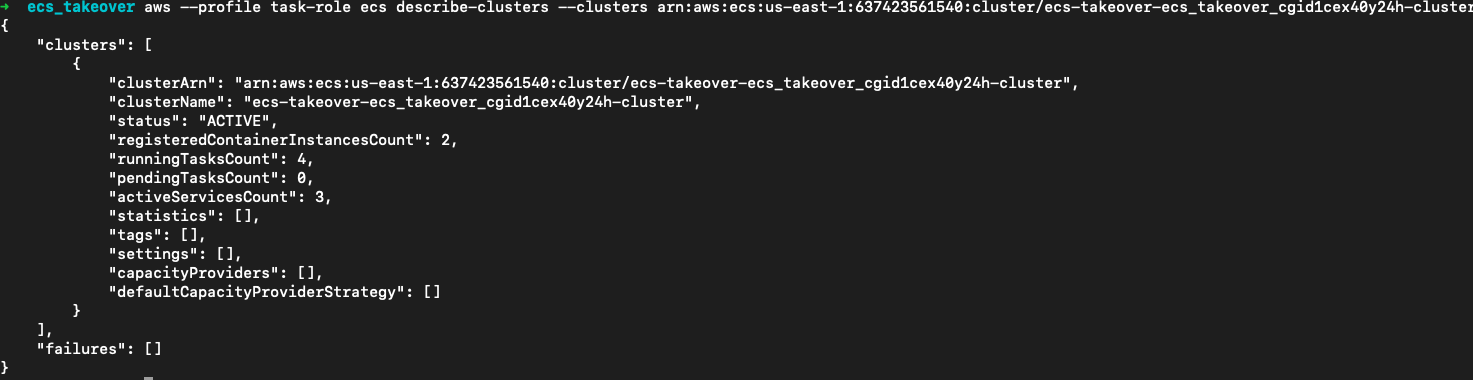 ➜ ecs_takeover aws --profile task-role ecs describe-clusters --clusters arn:aws:ecs:us-east-1:637423561540:cluster/ecs-takeover-ecs_takeover_cgid1cex40y24h-cluster
{
    "clusters": [
        {
            "clusterArn": "arn:aws:ecs:us-east-1:637423561540:cluster/ecs-takeover-ecs_takeover_cgid1cex40y24h-cluster",
            "clusterName": "ecs-takeover-ecs_takeover_cgid1cex40y24h-cluster",
            "status": "ACTIVE",
            "registeredContainerInstancesCount": 2,
            "runningTasksCount": 4,
            "pendingTasksCount": 0,
            "activeServicesCount": 3,
            "statistics": [],
            "tags": [],
            "settings": [],
            "capacityProviders": [],
            "defaultCapacityProviderStrategy": []
        }
    ],
    "failures": []
}